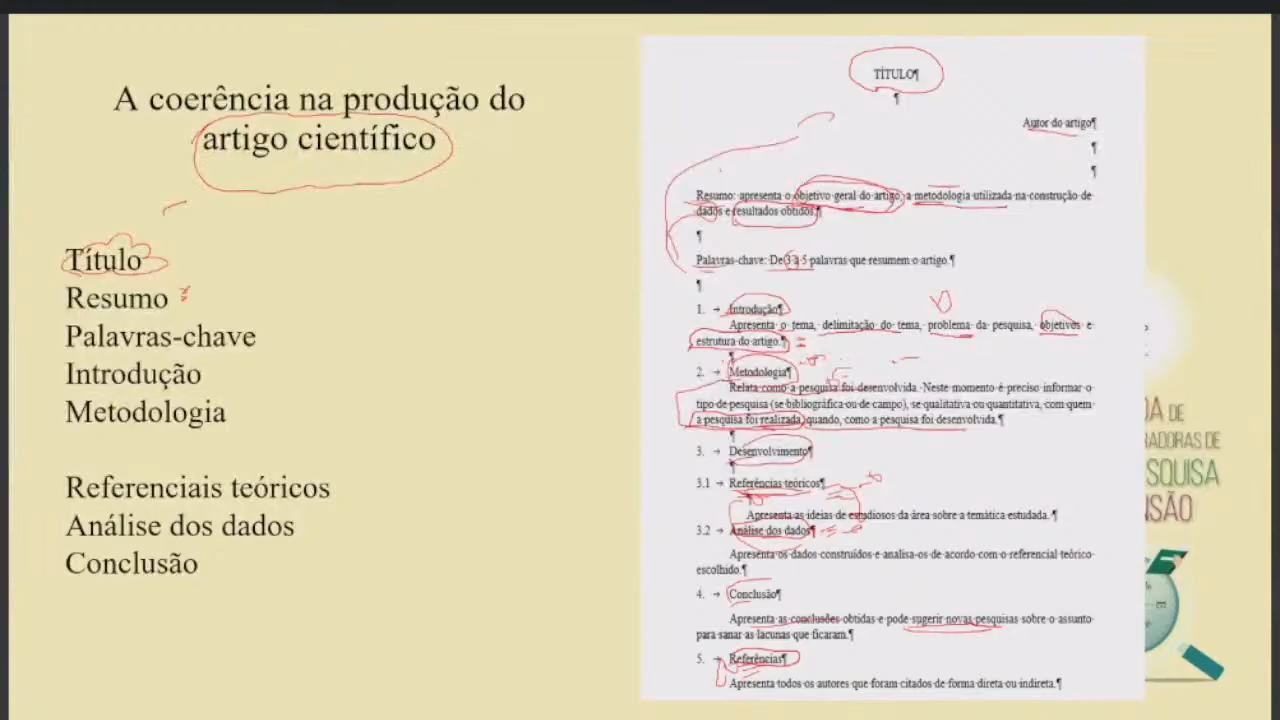 A coerência na produção do
artigo científico
Título
Resumo
Palavras-chave
Introdução
Metodologia
Referenciais teóricos
Análise dos dados
Conclusão
TÍTULO¶
¶
Autor do artigo¶
¶
¶
Resumo: apresenta o objetivo geral do artigo, a metodologia utilizada na construção de
dados e resultados obtidos.¶
¶
Palavras-chave: De 3 a 5 palavras que resumem o artigo.¶
¶
1. → Introdução¶
Apresenta o tema, delimitação do tema, problema da pesquisa, objetivos e
estrutura do artigo.¶
¶
2. → Metodologia¶
Relata como a pesquisa foi desenvolvida. Neste momento é preciso informar o
tipo de pesquisa (se bibliográfica ou de campo), se qualitativa ou quantitativa, com quem
a pesquisa foi realizada, quando, como a pesquisa foi desenvolvida.¶
¶
3. → Desenvolvimento¶
¶
3.1 → Referências teóricos¶
Apresenta as ideias de estudiosos da área sobre a temática estudada.¶
3.2 → Análise dos dados¶
Apresenta os dados construídos e analisa-os de acordo com o referencial teórico
escolhido.¶
4. → Conclusão¶
Apresenta as conclusões obtidas e pode sugerir novas pesquisas sobre o assunto
para sanar as lacunas que ficaram.¶
5. → Referências¶
Apresenta todos os autores que foram citados de forma direta ou indireta.¶
DA DE
RADORAS DE
SQUISA
NSÃO